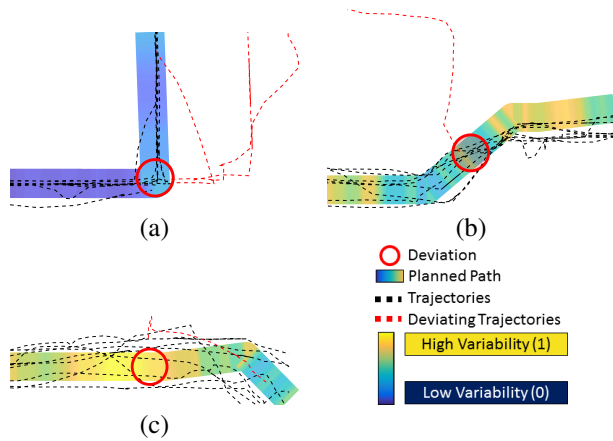 (a)
(b)
Deviation
Planned Path
Trajectories
Deviating Trajectories
High Variability (1)
Low Variability (0)
(c)